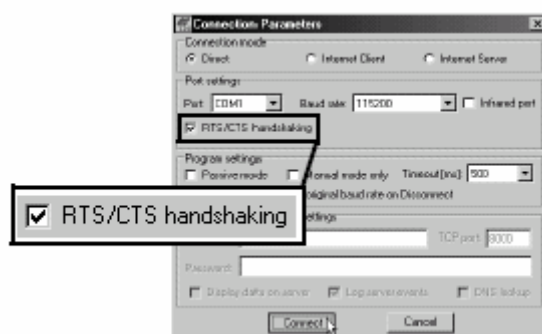 Connection Parameters
Connection mode
Direct Internet Client Internet Server
Port settings
Port: COM1 Baud rate: 115200 Infrared port
RTS/CTS handshaking
Program settings
Passive mode Manual mode only Timeout [ms]: 500
original baud rate on Disconnect
RTS/CTS handshaking
settings
TCP port: 8000
Password:
Display data on server Log server events DNS lookup
Connect Cancel